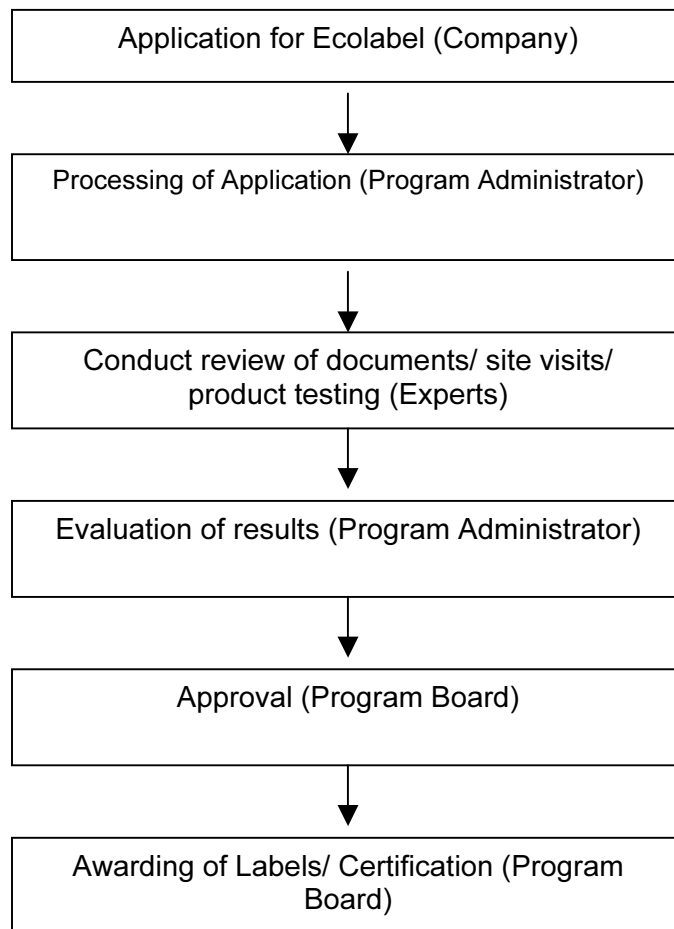 Application for Ecolabel (Company)
Processing of Application (Program Administrator)
Conduct review of documents/ site visits/
product testing (Experts)
Evaluation of results (Program Administrator)
Approval (Program Board)
Awarding of Labels/ Certification (Program
Board)